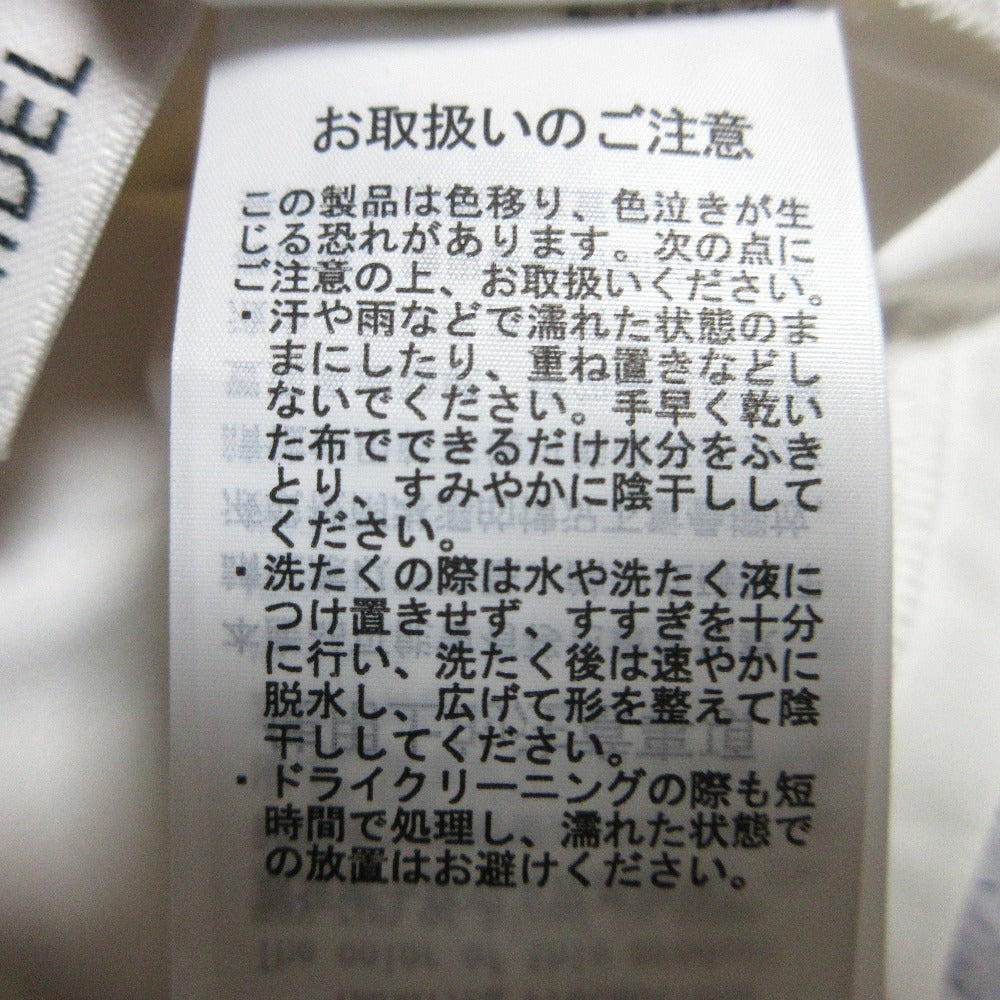 お取扱いのご注意
この製品は色移り、色泣きが生
じる恐れがあります。次の点に
ご注意の上、お取扱いください。
・汗や雨などで濡れた状態のま
まにしたり、重ね置きなどし
ないでください。手早く乾い
た布でできるだけ水分をふき
とり、すみやかに陰干しして
ください。
・洗たくの際は水や洗たく液に
つけ置きせず、すすぎを十分
に行い、洗たく後は速やかに
脱水し、広げて形を整えて陰
干ししてください。
・ドライクリーニングの際も短
時間で処理し、濡れた状態で
の放置はお避けください。
The color of this
DEL